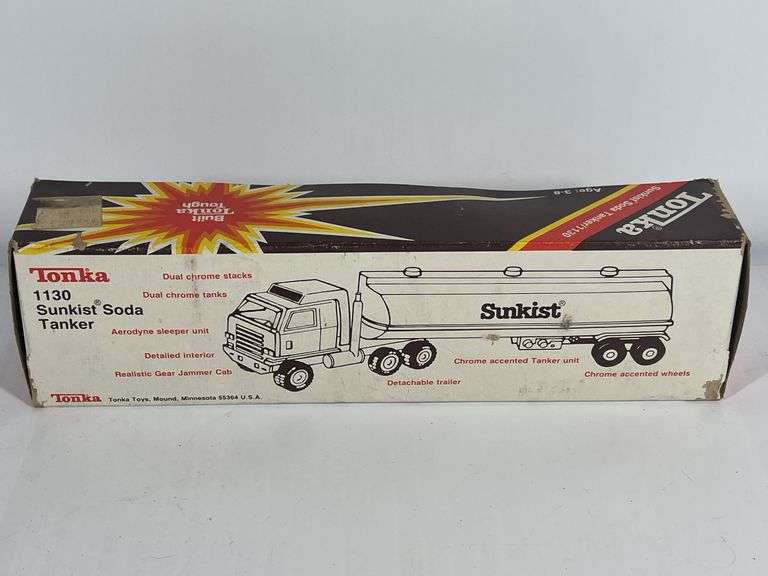 Built
Tonka
Tough
Age: 3-8
Tonka
Sunkist® Soda Tanker/1130
Tonka
1130
Sunkist® Soda
Tanker
Dual chrome stacks
Dual chrome tanks
Aerodyne sleeper unit
Detailed interior
Realistic Gear Jammer Cab
Sunkist®
Detachable trailer
Chrome accented Tanker unit
Chrome accented wheels
Tonka Tonka Toys, Mound, Minnesota 55364 U.S.A.